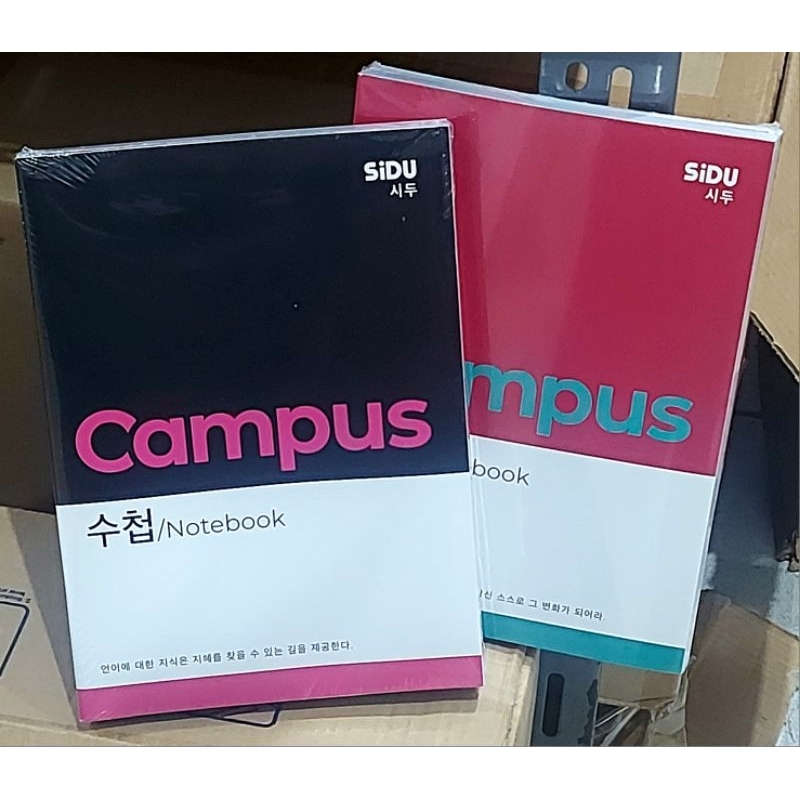 SiDU
시두
Campus
수첩/Notebook
언어에 대한 지식은 지혜를 찾을 수 있는 길을 제공한다.
SiDU
시두
mpus
book
스스로 그 변화가 되어라.